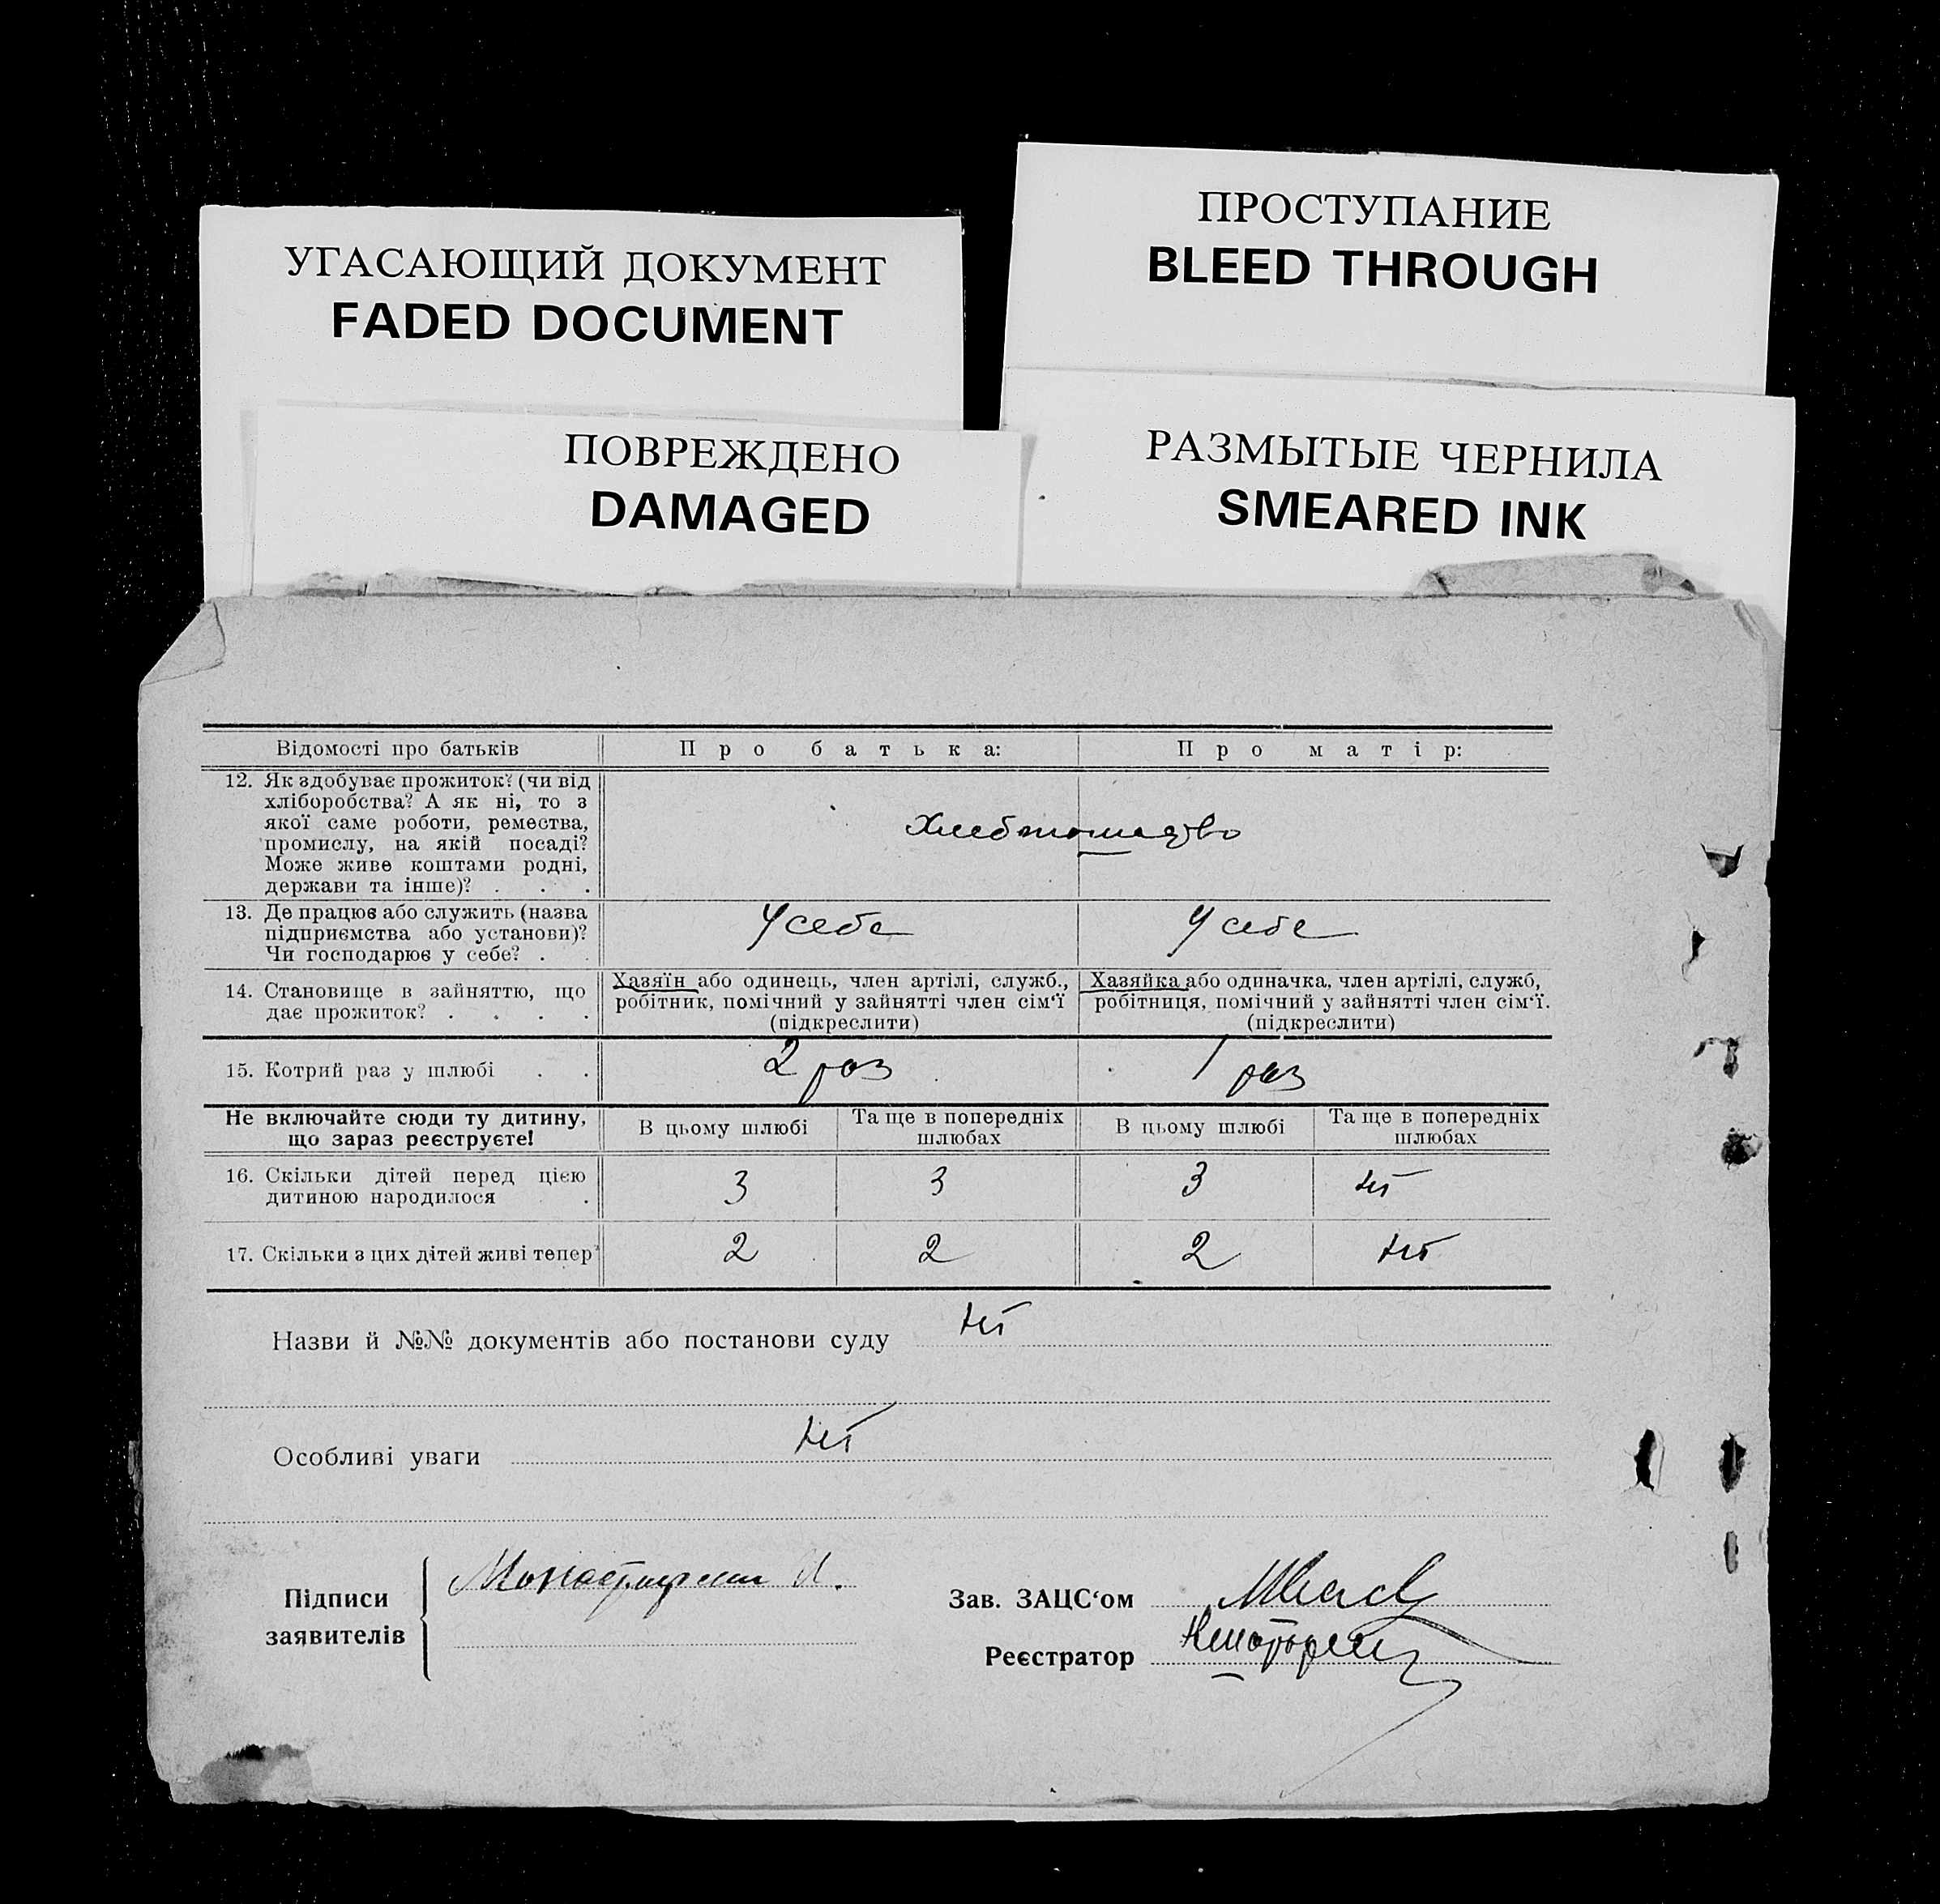 УГАСАЮЩИЙ ДОКУМЕНТ
FADED DOCUMENT
ПРОСТУПАНИЕ
BLEED THROUGH
ПОВРЕЖДЕНО
DAMAGED
РАЗМЫТЫЕ ЧЕРНИЛА
SMEARED INK
Відомості про батьків
Про батька:
Про матір:
12. Як здобуває прожиток? (чи від
хліборобства? А як ні, то з
якої саме роботи, ремества,
промислу, на якій посаді?
Може живе коштами родні,
держави та інше)? . . .
13. Де працює або служить (назва
підприємства або установи)?
Чи господарює у себе? . .
У себе
У себе
14. Становище в зайняттю, що
дає прожиток? . . . .
Хазяїн або одинець, член артілі, служб.,
робітник, помічний у зайнятті член сім‘ї
(підкреслити)
Хазяйка або одиначка, член артілі, служб,
робітниця, помічний у зайнятті член сім‘ї.
(підкреслити)
15. Котрий раз у шлюбі . .
2 раз
1 раз
Не включайте сюди ту дитину,
що зараз реєструєте!
В цьому шлюбі
Та ще в попередніх
шлюбах
В цьому шлюбі
Та ще в попередніх
шлюбах
16. Скільки дітей перед цією
дитиною народилося .
3
3
3
нет
17. Скільки з цих дітей живі тепер?
2
2
2
нет
Назви й №№ документів або постанови суду нет
Особливі уваги нет
Підписи
заявителів
Зав. ЗАЦС‘ом
Реєстратор